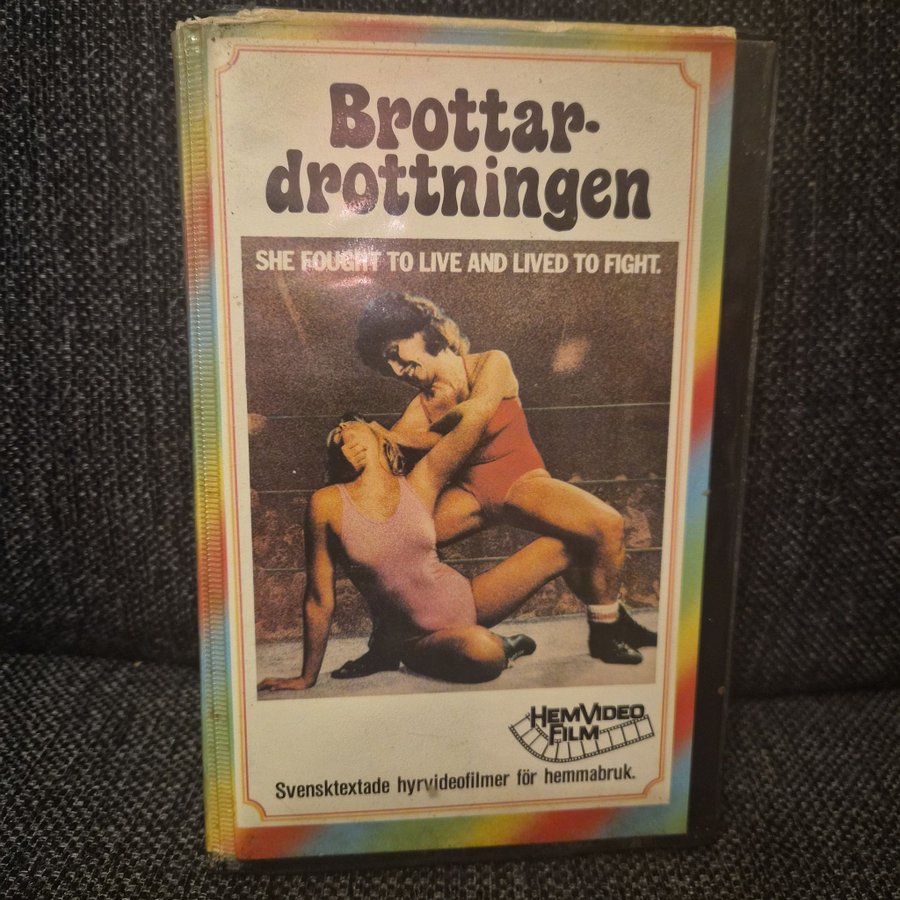 Brottar-
drottningen
SHE FOUGHT TO LIVE AND LIVED TO FIGHT.
HEMVIDEO
FILM
Svensktextade hyrvideofilmer för hemmabruk.